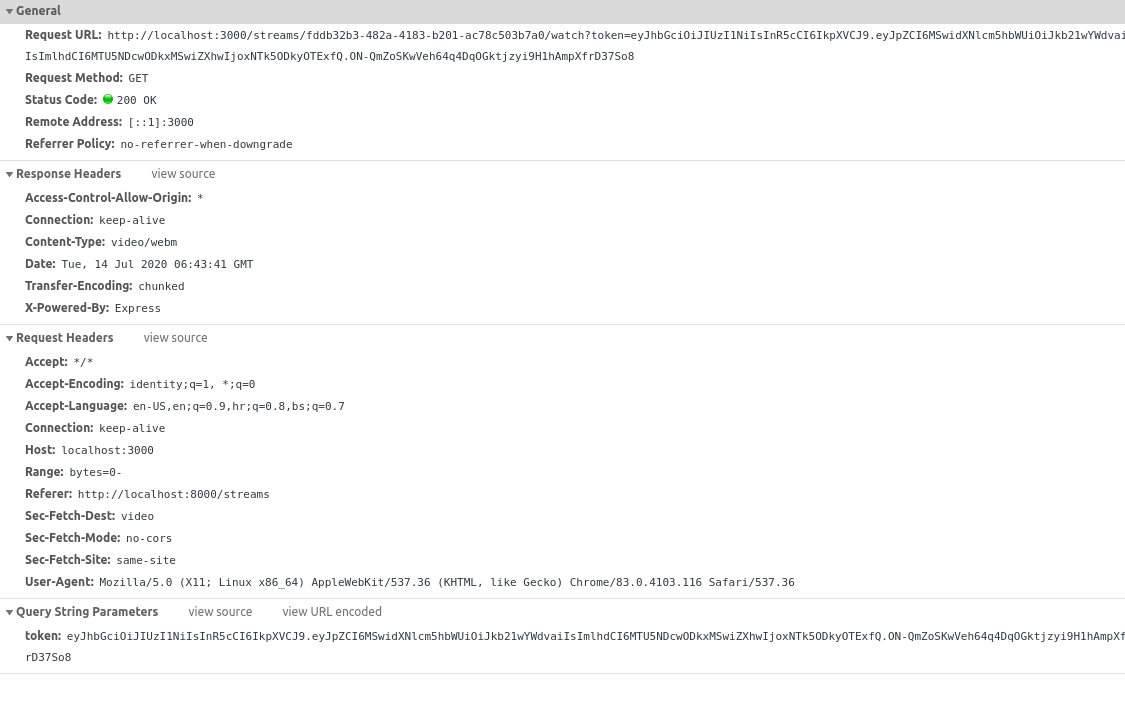 General
Request URL: http://localhost:3000/streams/fddb32b3-482a-4183-b201-ac78c503b7a0/watch?token=eyJhbGciOiJIUzI1NiIsInR5cCI6IkpXVCJ9.eyJpZCI6MSwidXNlcm5hbWUiOiJkb21wYWdvai
IsImlhdCI6MTU5NDcwODkxMSwiZXhwIjoxNTk5ODkyOTExfQ.ON-QmZoSKwVeh64q4DqOGktjzyi9H1hAmpXfrD37So8
Request Method: GET
Status Code: 200 OK
Remote Address: [::1]:3000
Referrer Policy: no-referrer-when-downgrade
Response Headers view source
Access-Control-Allow-Origin: *
Connection: keep-alive
Content-Type: video/webm
Date: Tue, 14 Jul 2020 06:43:41 GMT
Transfer-Encoding: chunked
X-Powered-By: Express
Request Headers view source
Accept: */*
Accept-Encoding: identity;q=1, *;q=0
Accept-Language: en-US,en;q=0.9,hr;q=0.8,bs;q=0.7
Connection: keep-alive
Host: localhost:3000
Range: bytes=0-
Referer: http://localhost:8000/streams
Sec-Fetch-Dest: video
Sec-Fetch-Mode: no-cors
Sec-Fetch-Site: same-site
User-Agent: Mozilla/5.0 (X11; Linux x86_64) AppleWebKit/537.36 (KHTML, like Gecko) Chrome/83.0.4103.116 Safari/537.36
Query String Parameters view source view URL encoded
token: eyJhbGciOiJIUzI1NiIsInR5cCI6IkpXVCJ9.eyJpZCI6MSwidXNlcm5hbWUiOiJkb21wYWdvaiIsImlhdCI6MTU5NDcwODkxMSwiZXhwIjoxNTk5ODkyOTExfQ.ON-QmZoSKwVeh64q4DqOGktjzyi9H1hAmpXf
rD37So8